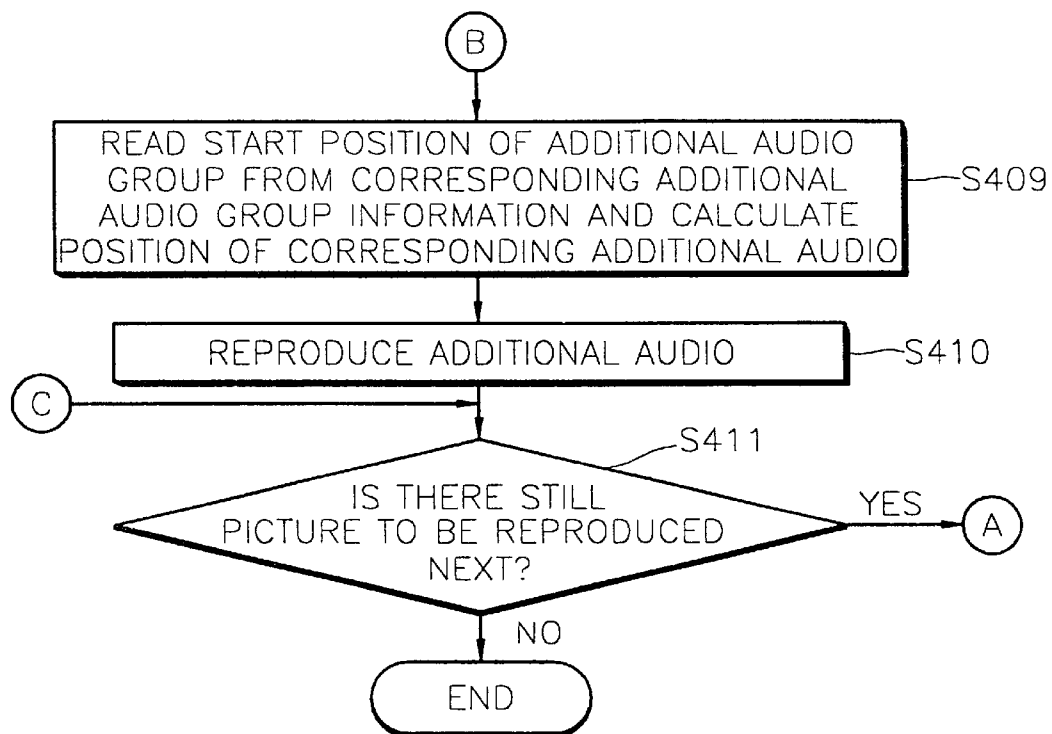 B
READ START POSITION OF ADDITIONAL AUDIO
GROUP FROM CORRESPONDING ADDITIONAL
AUDIO GROUP INFORMATION AND CALCULATE
POSITION OF CORRESPONDING ADDITIONAL AUDIO
S409
REPRODUCE ADDITIONAL AUDIO
S410
C
S411
IS THERE STILL
PICTURE TO BE REPRODUCED
NEXT?
YES
A
NO
END